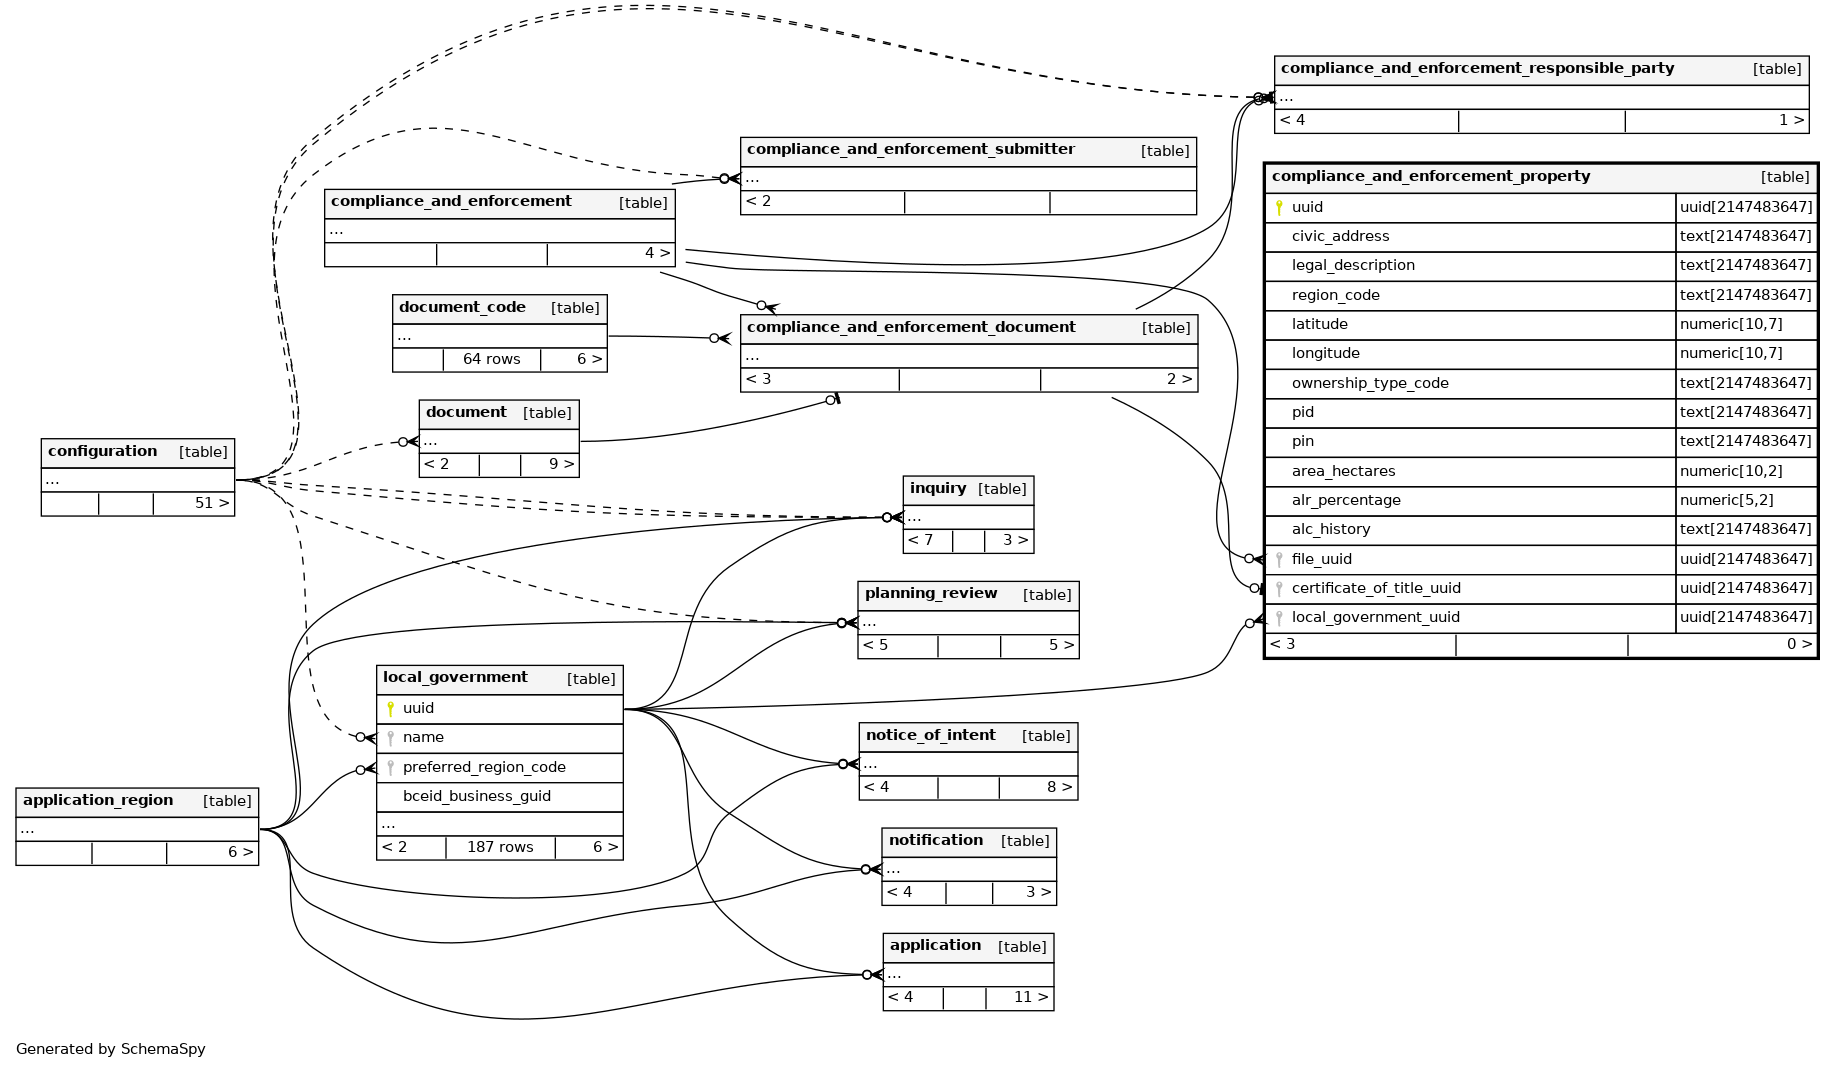 compliance_and_enforcement_responsible_party [table]
...
< 4 1 >
compliance_and_enforcement_submitter [table]
...
< 2
compliance_and_enforcement_property [table]
uuid uuid[2147483647]
civic_address text[2147483647]
legal_description text[2147483647]
region_code text[2147483647]
latitude numeric[10,7]
longitude numeric[10,7]
ownership_type_code text[2147483647]
pid text[2147483647]
pin text[2147483647]
area_hectares numeric[10,2]
alr_percentage numeric[5,2]
alc_history text[2147483647]
file_uuid uuid[2147483647]
certificate_of_title_uuid uuid[2147483647]
local_government_uuid uuid[2147483647]
< 3 0 >
compliance_and_enforcement [table]
...
4 >
document_code [table]
...
64 rows 6 >
compliance_and_enforcement_document [table]
...
< 3 2 >
document [table]
...
< 2 9 >
configuration [table]
...
51 >
inquiry [table]
...
< 7 3 >
planning_review [table]
...
< 5 5 >
local_government [table]
uuid
name
preferred_region_code
bceid_business_guid
...
< 2 187 rows 6 >
notice_of_intent [table]
...
< 4 8 >
application_region [table]
...
6 >
notification [table]
...
< 4 3 >
application [table]
...
< 4 11 >
Generated by SchemaSpy